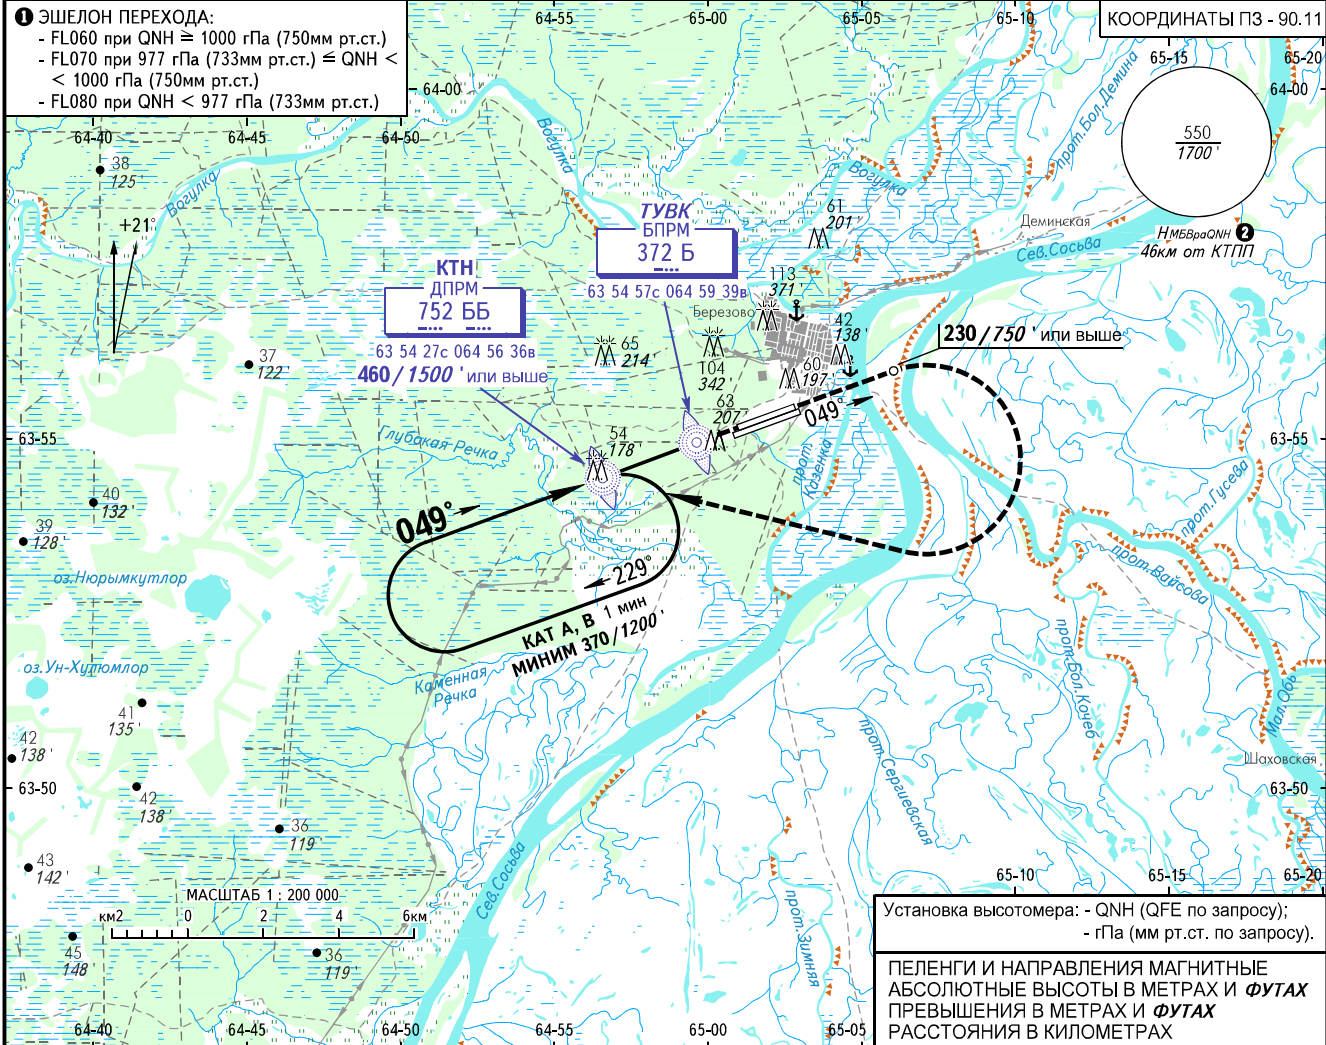 ❶ ЭШЕЛОН ПЕРЕХОДА:
- FL060 при QNH ≧ 1000 гПа (750мм рт.ст.)
- FL070 при 977 гПа (733мм рт.ст.) ≦ QNH <
< 1000 гПа (750мм рт.ст.)
- FL080 при QNH < 977 гПа (733мм рт.ст.)
64-55
65-00
65-05
65-10
КООРДИНАТЫ ПЗ - 90.11
65-15
65-20
64-00
64-00
64-40
64-45
64-50
550
1700'
HМБВраQNH ❷
46км от КТПП
38
125'
Вогулка
+21°
Вогулка
Вогулка
прот.Бол.Демина
Деминская
Сев.Сосьва
61
201'
ТУВК
БПРМ
372 Б
63 54 57с 064 59 39в
КТН
ДПРМ
752 ББ
63 54 27с 064 56 36в
460/1500' или выше
113
371'
Березово
42
138'
230/750' или выше
65
214'
104
342'
60
197'
37
122'
63
207'
049°
54
178
Глубокая Речка
63-55
63-55
прот.
Казенка
прот.Гусева
40
132
39
128'
049°
оз.Нюрымкутлор
229°
КАТ А, В 1 мин
МИНИМ 370/1200'
прот.Вайсова
прот.Бол.Кочеб
оз.Ун-Хутюмлор
Каменная
Речка
41
135'
42
138'
Мал.Обь
Шаховская
прот.Сергиевская
63-50
63-50
42
138'
36
119'
43
142'
Сев.Сосьва
65-10
65-15
65-20
МАСШТАБ 1 : 200 000
км2 0 2 4 6км
прот.Зимняя
45
148
36
119'
Установка высотомера: - QNH (QFE по запросу);
- гПа (мм рт.ст. по запросу).
ПЕЛЕНГИ И НАПРАВЛЕНИЯ МАГНИТНЫЕ
АБСОЛЮТНЫЕ ВЫСОТЫ В МЕТРАХ И ФУТАХ
ПРЕВЫШЕНИЯ В МЕТРАХ И ФУТАХ
РАССТОЯНИЯ В КИЛОМЕТРАХ
64-40
64-45
64-50
64-55
65-00
65-05